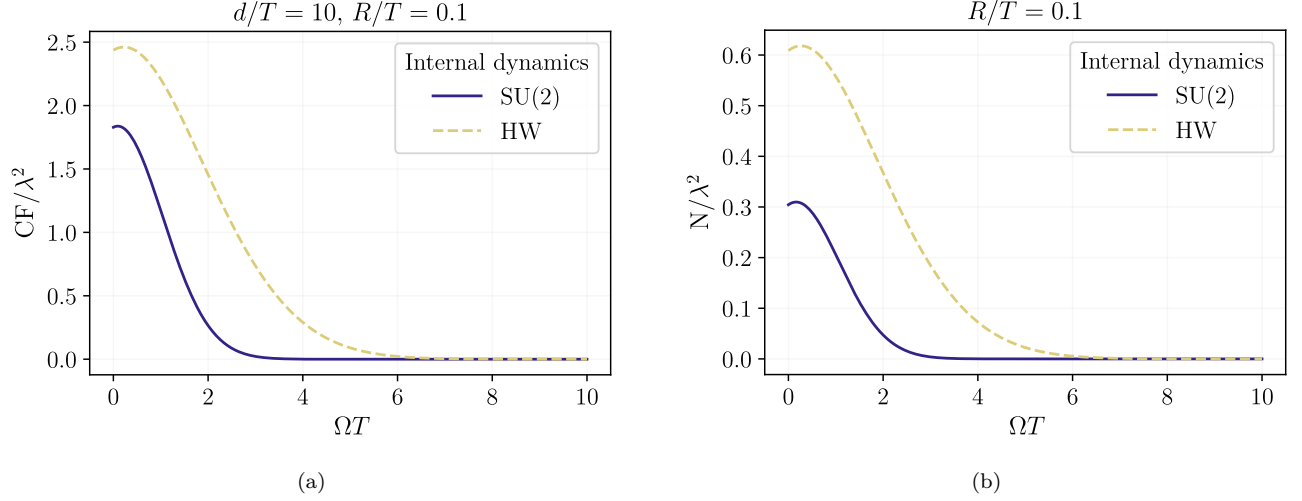 d/T = 10, R/T = 0.1
CF/λ²
2.5
2.0
1.5
1.0
0.5
0.0
Internal dynamics
SU(2)
HW
0 2 4 6 8 10
ΩT
(a)
R/T = 0.1
N/λ²
0.6
0.5
0.4
0.3
0.2
0.1
0.0
Internal dynamics
SU(2)
HW
0 2 4 6 8 10
ΩT
(b)